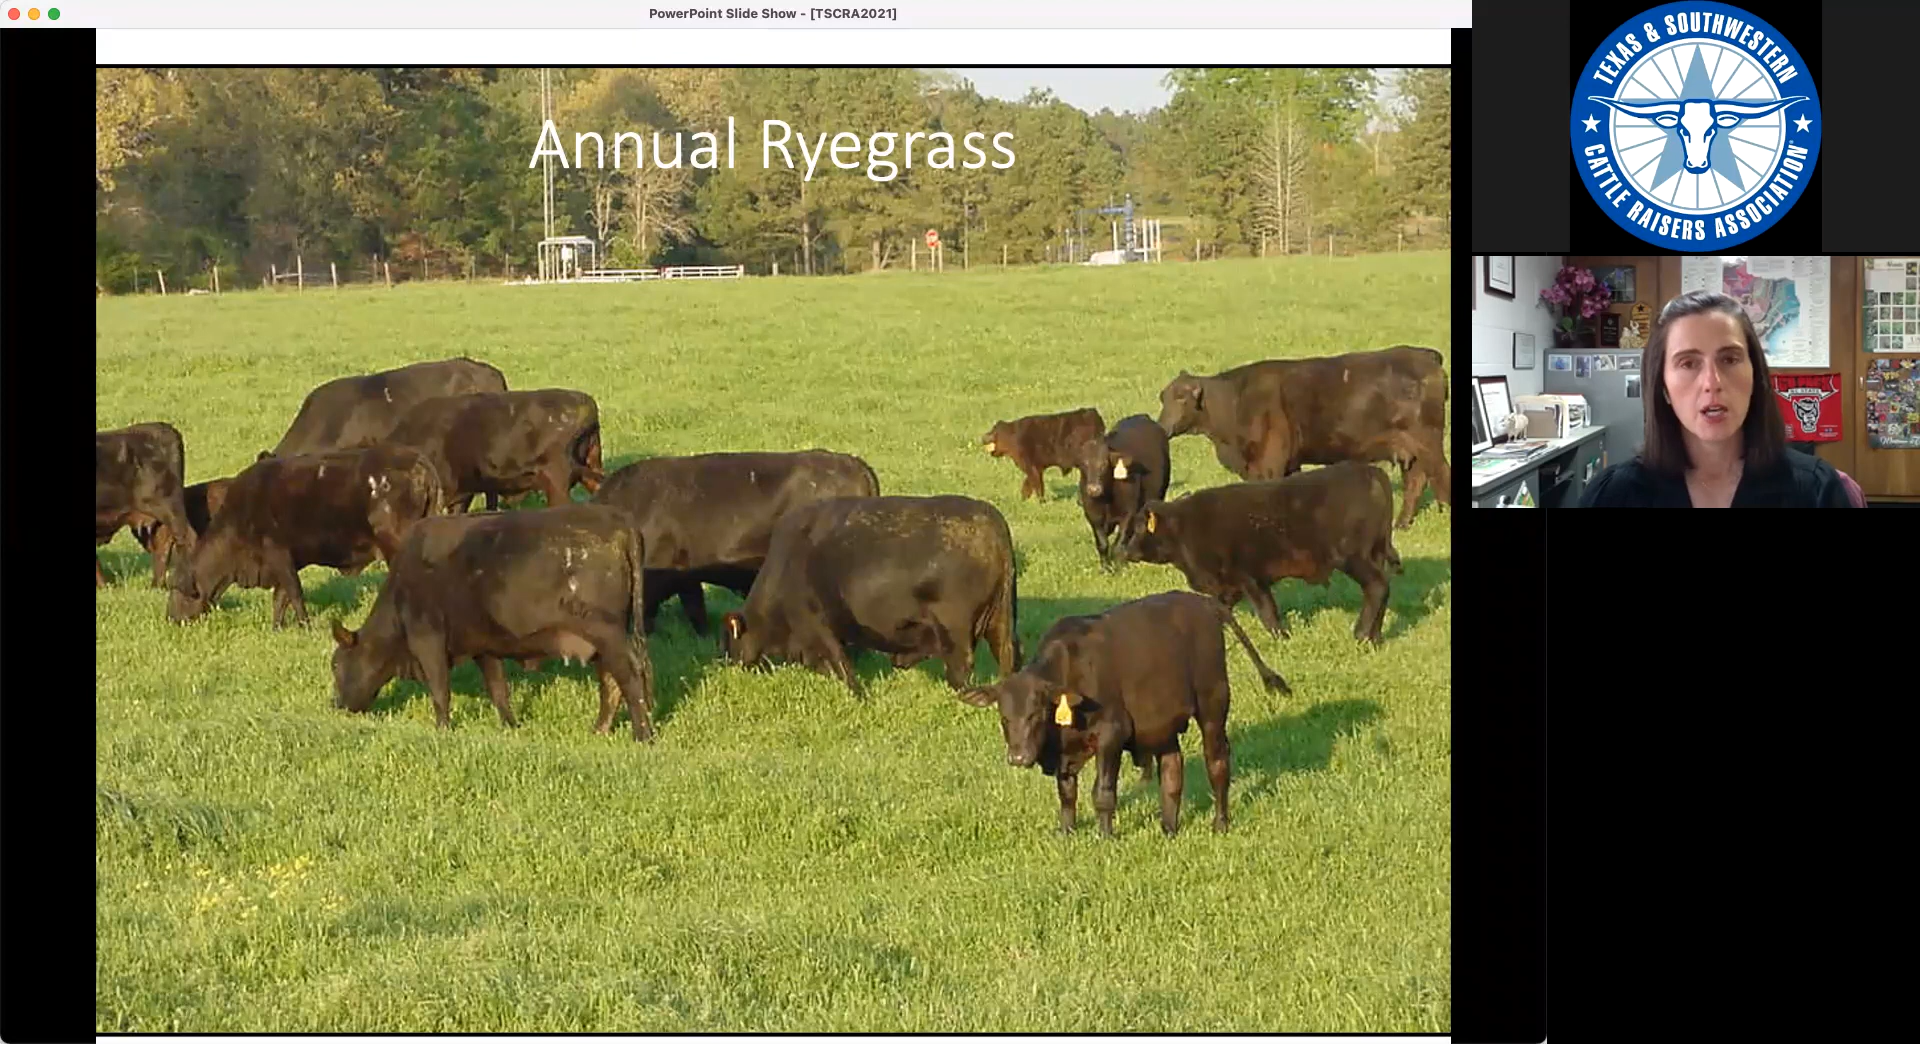 PowerPoint Slide Show - [TSCRA2021]
Annual Ryegrass
TEXAS & SOUTHWESTERN
CATTLE RAISERS ASSOCIATION